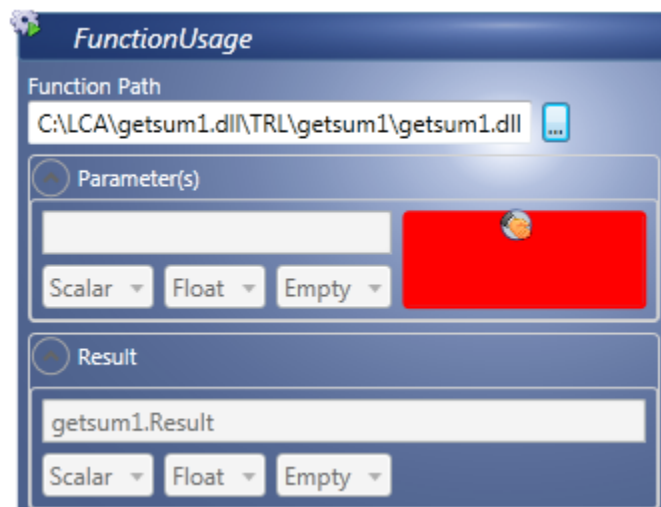 FunctionUsage
Function Path
C:\LCA\getsum1.dll\TRL\getsum1\getsum1.dll ...
Parameter(s)
Scalar Float Empty
Result
getsum1.Result
Scalar Float Empty